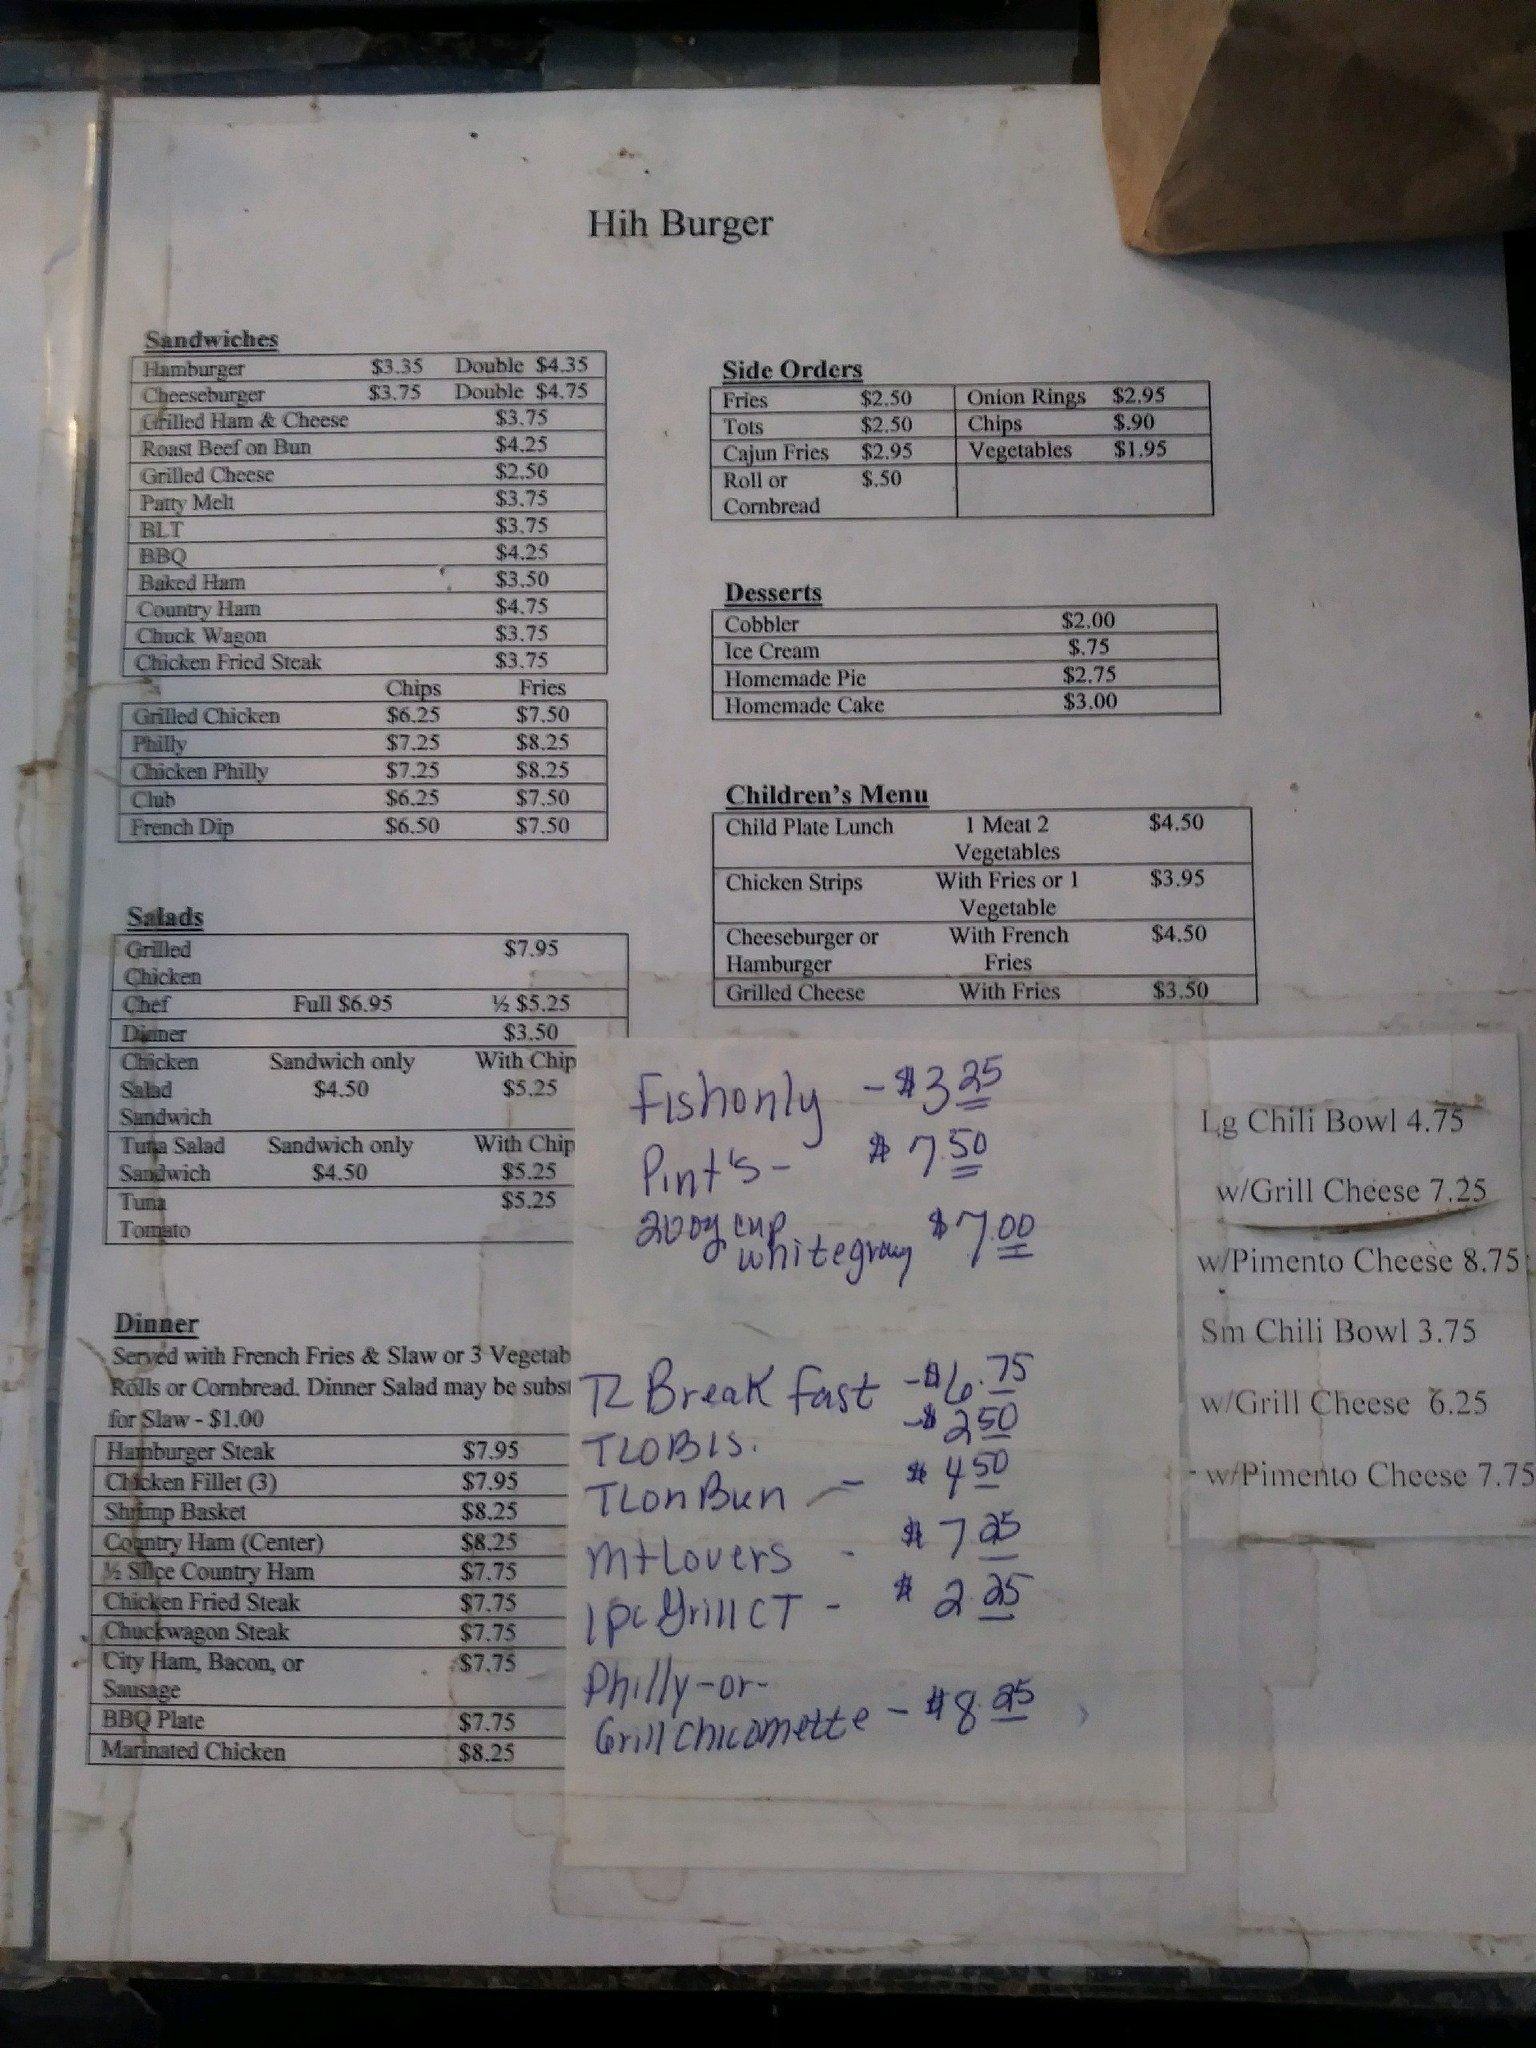 Hih Burger
Sandwiches
Hamburger $3.35 Double $4.35
Cheeseburger $3.75 Double $4.75
Grilled Ham & Cheese $3.75
Roast Beef on Bun $4.25
Grilled Cheese $2.50
Patty Melt $3.75
BLT $3.75
BBQ $4.25
Baked Ham $3.50
Country Ham $4.75
Chuck Wagon $3.75
Chicken Fried Steak $3.75
Chips Fries
Grilled Chicken $6.25 $7.50
Philly $7.25 $8.25
Chicken Philly $7.25 $8.25
Club $6.25 $7.50
French Dip $6.50 $7.50
Salads
Grilled $7.95
Chicken
Chef Full $6.95 ½ $5.25
Dinner $3.50
Chicken Sandwich only With Chip
Salad $4.50 $5.25
Sandwich
Tuna Salad Sandwich only With Chip
Sandwich $4.50 $5.25
Tuna $5.25
Tomato
Dinner
Served with French Fries & Slaw or 3 Vegetab
Rolls or Cornbread. Dinner Salad may be subst
for Slaw - $1.00
Hamburger Steak $7.95
Chicken Fillet (3) $7.95
Shrimp Basket $8.25
Country Ham (Center) $8.25
½ Slice Country Ham $7.75
Chicken Fried Steak $7.75
Chuckwagon Steak $7.75
City Ham, Bacon, or $7.75
Sausage
BBQ Plate $7.75
Marinated Chicken $8.25
Side Orders
Fries $2.50 Onion Rings $2.95
Tots $2.50 Chips $.90
Cajun Fries $2.95 Vegetables $1.95
Roll or $.50
Cornbread
Desserts
Cobbler $2.00
Ice Cream $.75
Homemade Pie $2.75
Homemade Cake $3.00
Children's Menu
Child Plate Lunch 1 Meat 2 $4.50
Vegetables
Chicken Strips With Fries or 1 $3.95
Vegetable
Cheeseburger or With French $4.50
Hamburger Fries
Grilled Cheese With Fries $3.50
Fish only - $3.25
Pint's - $7.50
cup $7.00
white gravy
TL Breakfast - $6.75
TLOBIS. - $2.50
TL on Bun - $4.50
mt Lovers - $7.25
1 pc Grill CT - $2.25
Philly-or-
Grill Chic omette - $8.25
Lg Chili Bowl 4.75
w/Grill Cheese 7.25
w/Pimento Cheese 8.75
Sm Chili Bowl 3.75
w/Grill Cheese 6.25
- w/Pimento Cheese 7.75